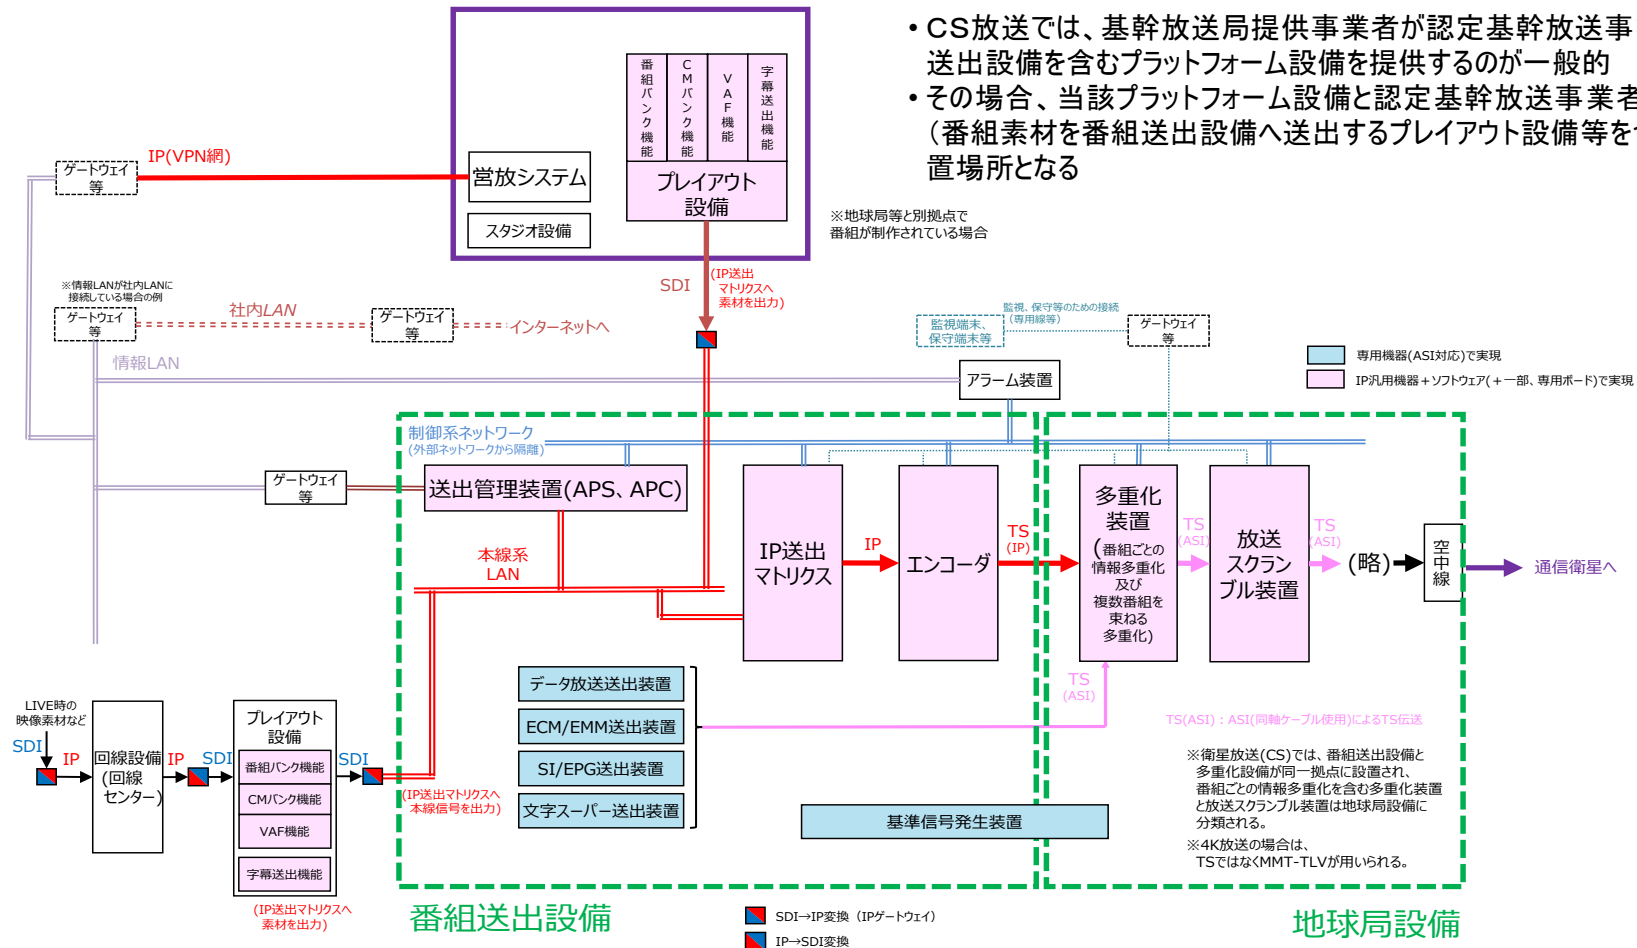 ・CS放送では、基幹放送局提供事業者が認定基幹放送事
送出設備を含むプラットフォーム設備を提供するのが一般的
・その場合、当該プラットフォーム設備と認定基幹放送事業者
（番組素材を番組送出設備へ送出するプレイアウト設備等を
置場所となる
番組バンク機能
CMバンク機能
VAF機能
字幕送出機能
プレイアウト
設備
営放システム
スタジオ設備
※地球局等と別拠点で
番組が制作されている場合
ゲートウェイ
等
IP(VPN網)
SDI
(IP送出
マトリクスへ
素材を出力)
※情報LANが社内LANに
接続している場合の例
ゲートウェイ
等
社内LAN
ゲートウェイ
等
インターネットへ
情報LAN
監視端末、
保守端末等
監視、保守等のための接続
（専用線等）
ゲートウェイ
等
アラーム装置
専用機器(ASI対応)で実現
IP汎用機器＋ソフトウェア(＋一部、専用ボード)で実現
制御系ネットワーク
(外部ネットワークから隔離)
ゲートウェイ
等
送出管理装置(APS、APC)
本線系
LAN
IP送出
マトリクス
IP
エンコーダ
TS
(IP)
多重化
装置
(番組ごとの
情報多重化
及び
複数番組を
束ねる
多重化)
TS
(ASI)
放送
スクラン
ブル装置
TS
(ASI)
(略)
空中線
通信衛星へ
TS
(ASI)
データ放送送出装置
ECM/EMM送出装置
SI/EPG送出装置
文字スーパー送出装置
基準信号発生装置
TS(ASI)：ASI(同軸ケーブル使用)によるTS伝送
※衛星放送(CS)では、番組送出設備と
多重化設備が同一拠点に設置され、
番組ごとの情報多重化を含む多重化装置
と放送スクランブル装置は地球局設備に
分類される。
※4K放送の場合は、
TSではなくMMT-TLVが用いられる。
LIVE時の
映像素材など
SDI
IP
回線設備
(回線
センター)
IP
SDI
プレイアウト
設備
番組バンク機能
CMバンク機能
VAF機能
字幕送出機能
SDI
(IP送出マトリクスへ
本線信号を出力)
(IP送出マトリクスへ
素材を出力)
番組送出設備
地球局設備
SDI→IP変換（IPゲートウェイ）
IP→SDI変換